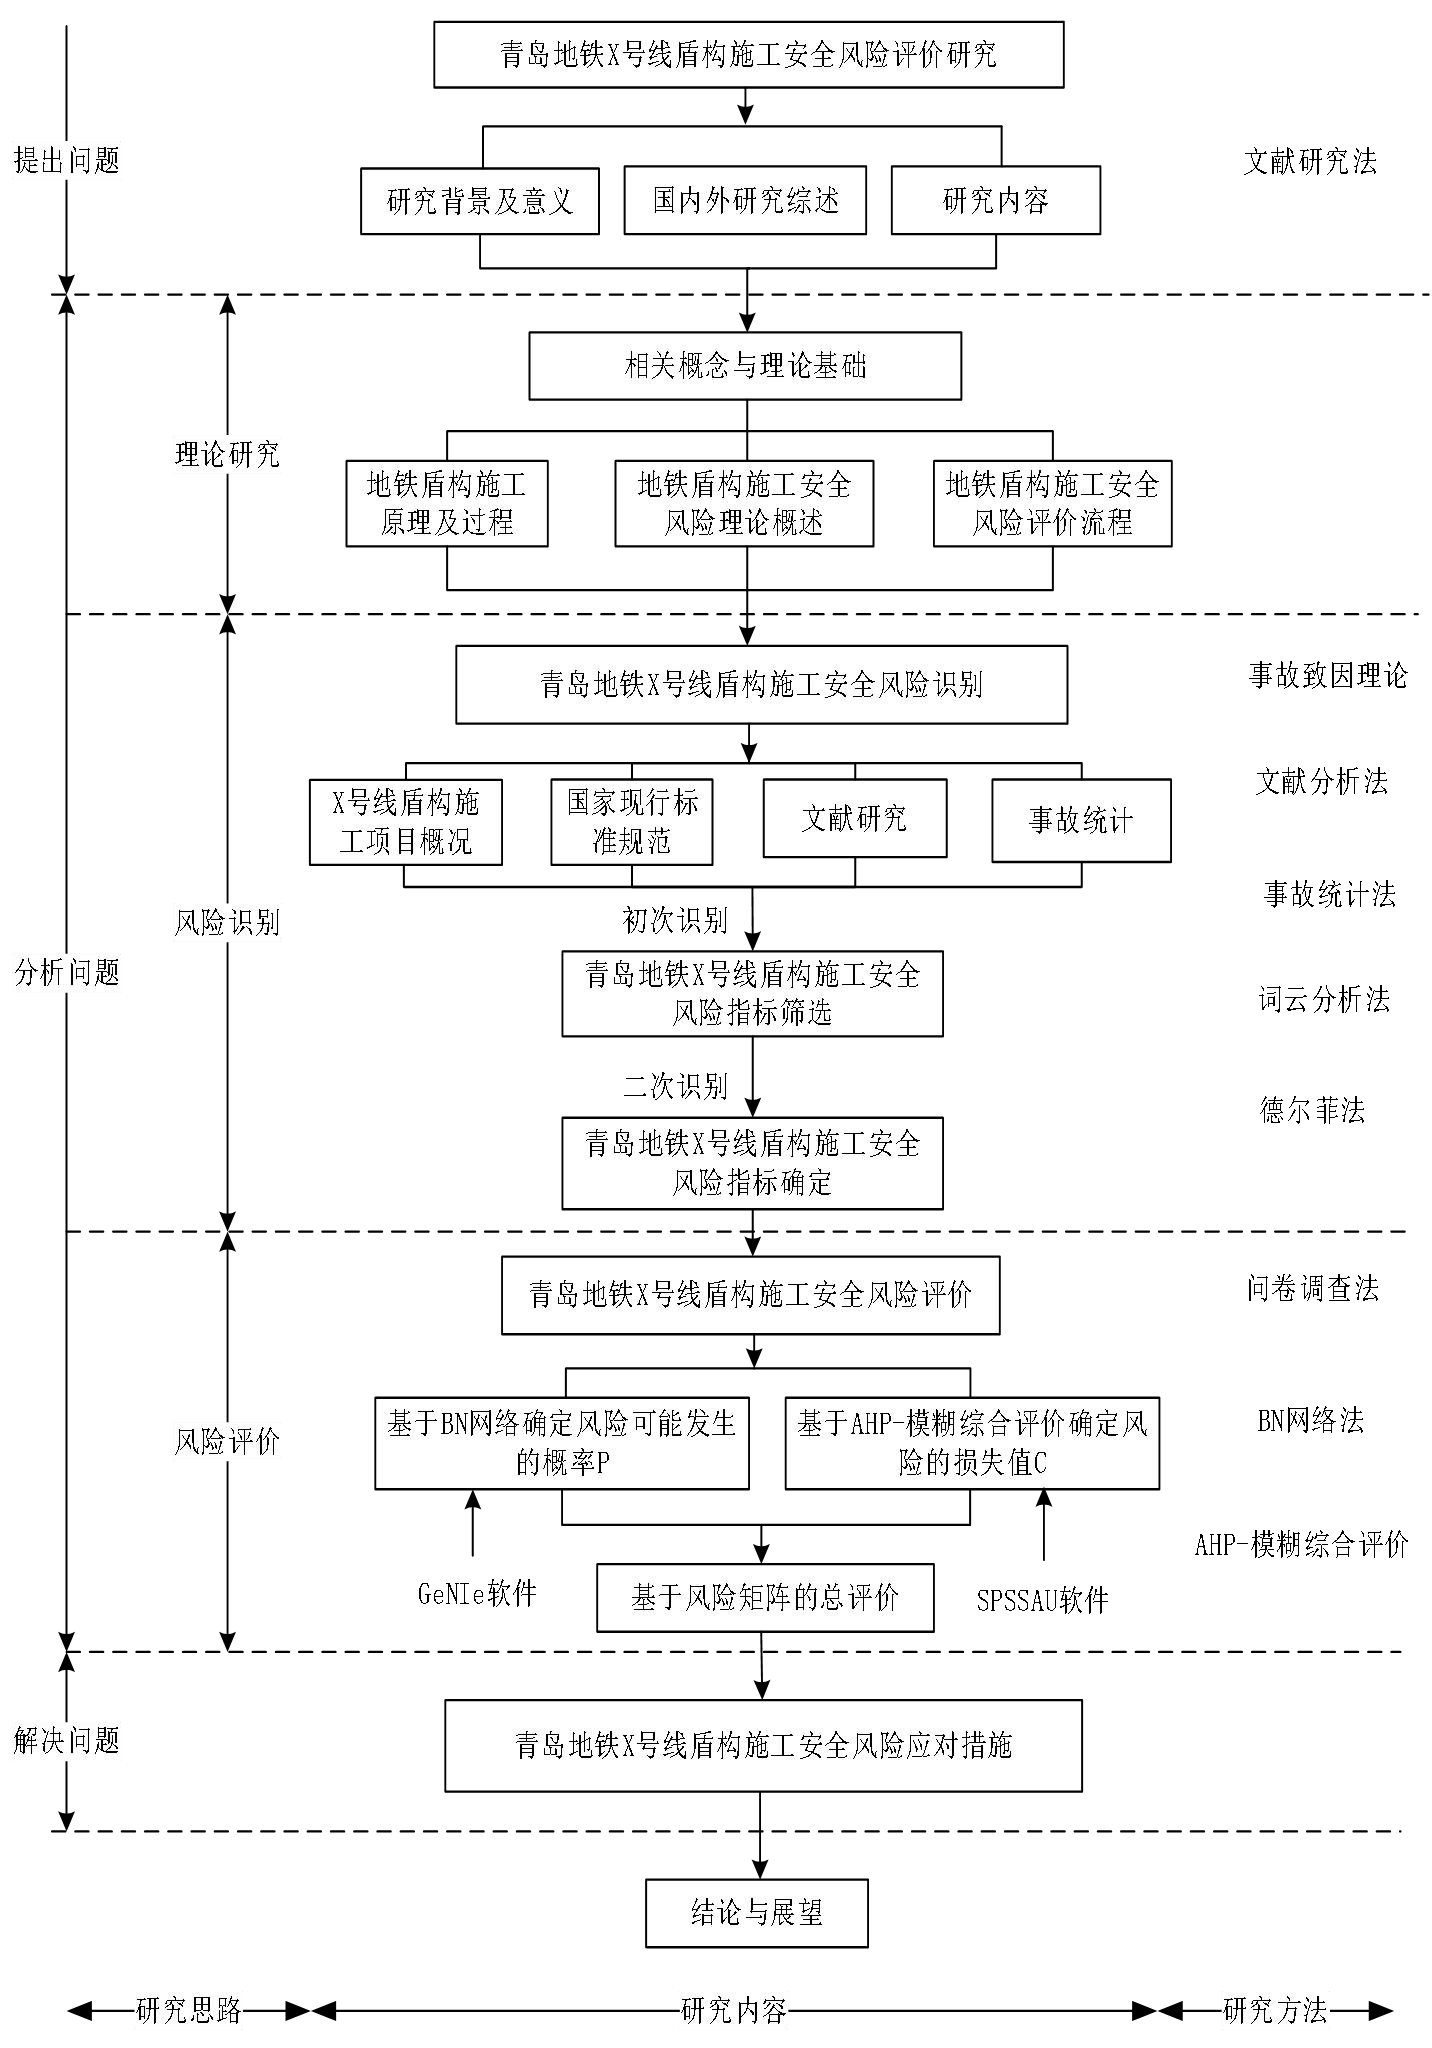 青岛地铁X号线盾构施工安全风险评价研究
提出问题
文献研究法
研究背景及意义
国内外研究综述
研究内容
相关概念与理论基础
理论研究
地铁盾构施工
原理及过程
地铁盾构施工安全
风险理论概述
地铁盾构施工安全
风险评价流程
青岛地铁X号线盾构施工安全风险识别
事故致因理论
X号线盾构施
工项目概况
国家现行标
准规范
文献研究
事故统计
文献分析法
事故统计法
风险识别
初次识别
分析问题
青岛地铁X号线盾构施工安全
风险指标筛选
词云分析法
二次识别
德尔菲法
青岛地铁X号线盾构施工安全
风险指标确定
青岛地铁X号线盾构施工安全风险评价
问卷调查法
风险评价
基于BN网络确定风险可能发生
的概率P
基于AHP-模糊综合评价确定风
险的损失值C
BN网络法
AHP-模糊综合评价
GeNIe软件
基于风险矩阵的总评价
SPSSAU软件
解决问题
青岛地铁X号线盾构施工安全风险应对措施
结论与展望
研究思路
研究内容
研究方法